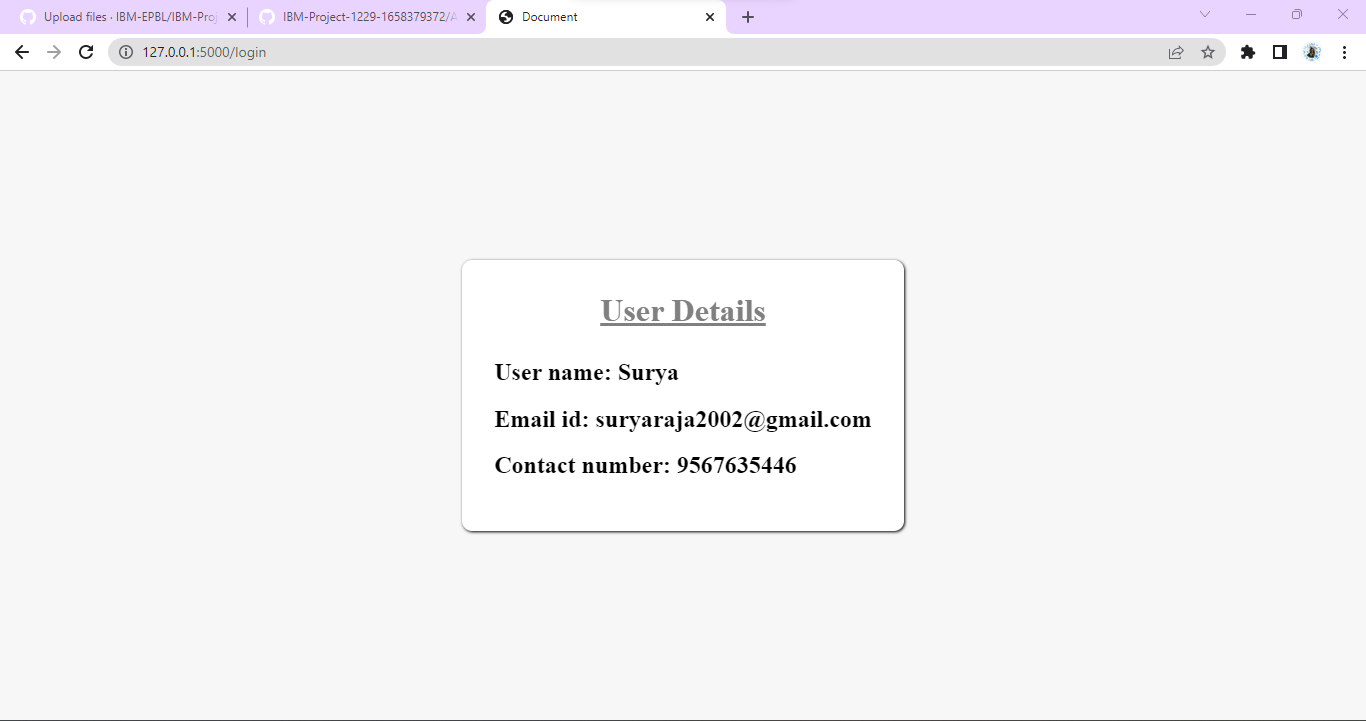 Upload files · IBM-EPBL/IBM-Proj
IBM-Project-1229-1658379372/A
Document
127.0.0.1:5000/login
User Details
User name: Surya
Email id: suryaraja2002@gmail.com
Contact number: 9567635446